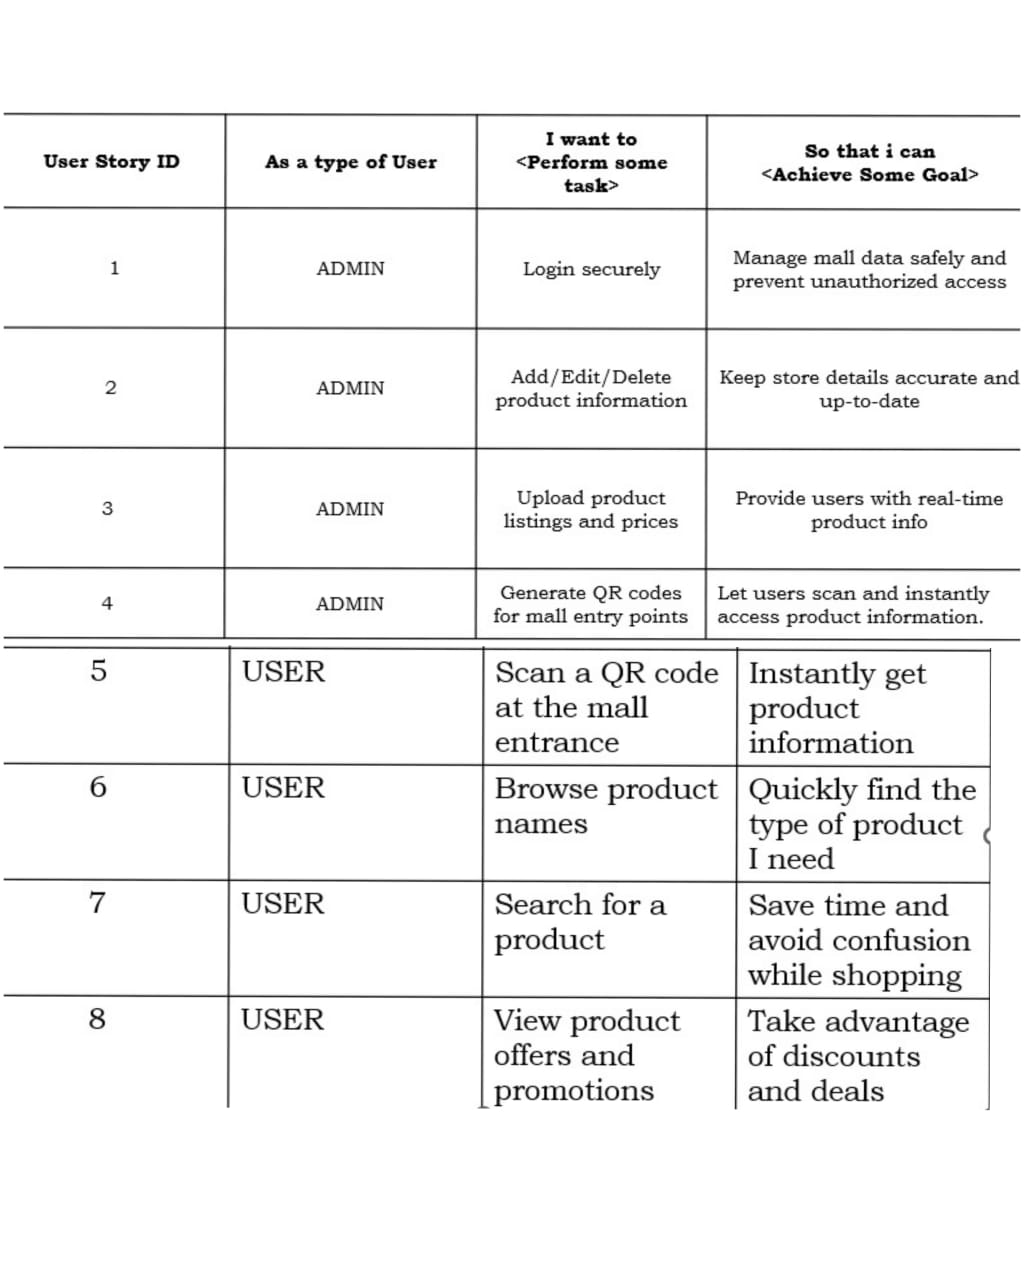 User Story ID
As a type of User
I want to
<Perform some
task>
So that i can
<Achieve Some Goal>
1
ADMIN
Login securely
Manage mall data safely and
prevent unauthorized access
2
ADMIN
Add/Edit/Delete
product information
Keep store details accurate and
up-to-date
3
ADMIN
Upload product
listings and prices
Provide users with real-time
product info
4
ADMIN
Generate QR codes
for mall entry points
Let users scan and instantly
access product information.
5
USER
Scan a QR code
at the mall
entrance
Instantly get
product
information
6
USER
Browse product
names
Quickly find the
type of product
I need
7
USER
Search for a
product
Save time and
avoid confusion
while shopping
8
USER
View product
offers and
promotions
Take advantage
of discounts
and deals